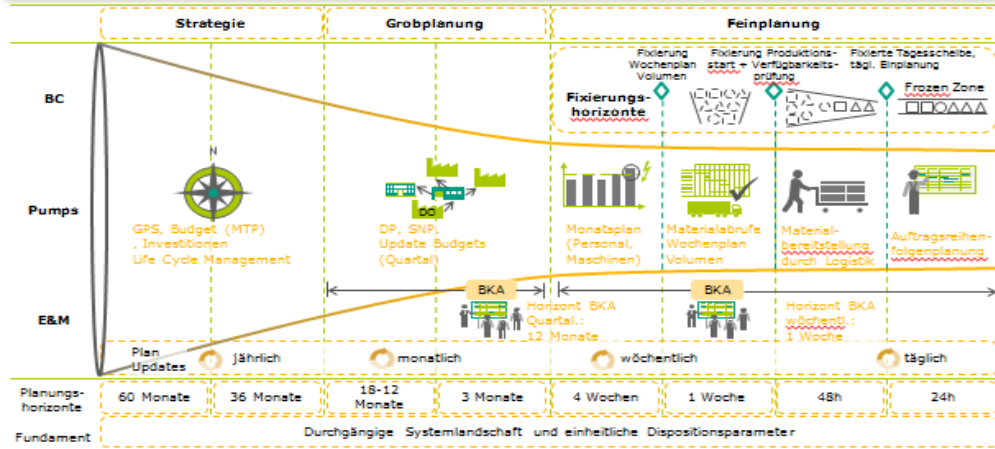 Strategie
Grobplanung
Feinplanung
BC
Fixierungs-
horizonte
Fixierung
Wochenplan
Volumen
Fixierung Produktions-
start + Verfügbarkeits-
prüfung
Fixierte Tagesscheibe,
tägl. Einplanung
Frozen Zone
Pumps
N
GPS, Budget (MTP)
, Investitionen
Life Cycle Management
DO
DP, SNP,
Update Budgets
(Quartal)
Monatsplan
(Personal,
Maschinen)
Materialabrufe
Wochenplan
Volumen
Material-
bereitstellung
durch Logistik
Auftragsreihen-
folgenplanung
E&M
BKA
Horizont BKA
Quartal.:
12 Monate
BKA
Horizont BKA
wöchentl.:
1 Woche
Plan
Updates
jährlich
monatlich
wöchentlich
täglich
Planungs-
horizonte
60 Monate
36 Monate
18-12
Monate
3 Monate
4 Wochen
1 Woche
48h
24h
Fundament
Durchgängige Systemlandschaft und einheitliche Dispositionsparameter